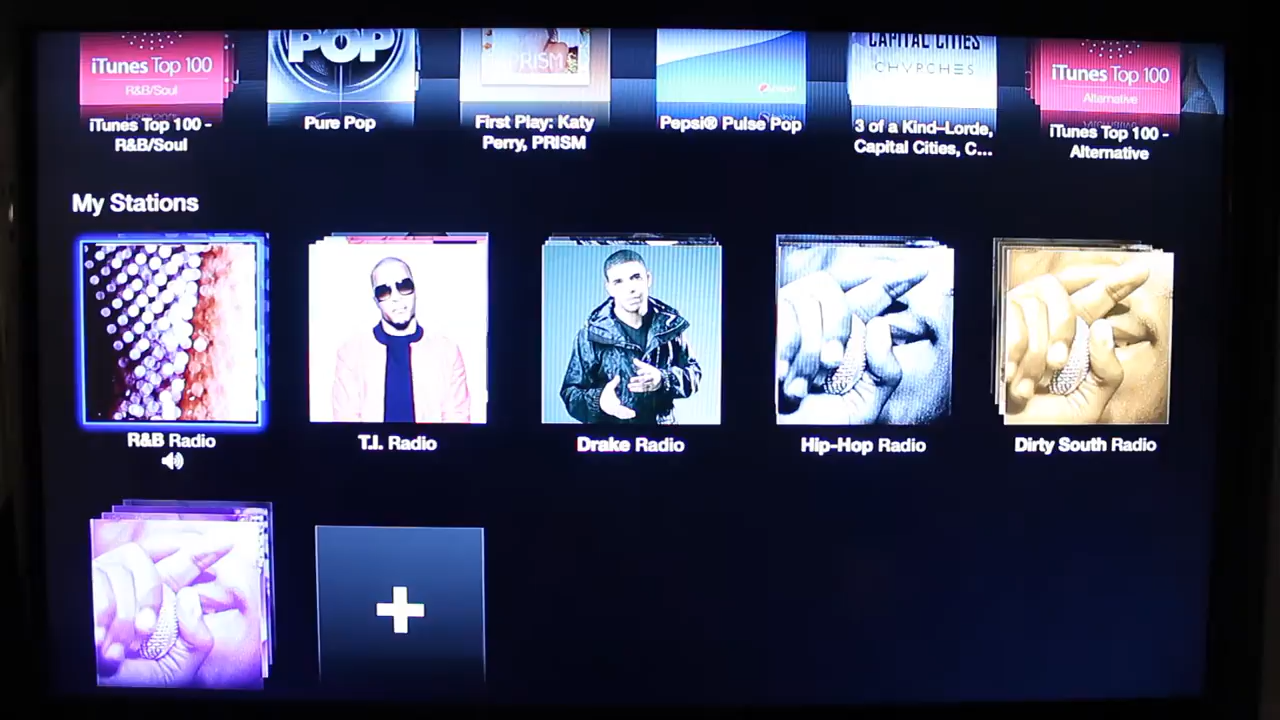 iTunes Top 100
R&B/Soul
iTunes Top 100 -
R&B/Soul
POP
Pure Pop
PRISM
First Play: Katy
Perry, PRISM
pepsi
Pepsi® Pulse Pop
CAPITAL CITIES
CHVRCHES
3 of a Kind–Lorde,
Capital Cities, C...
iTunes Top 100
Alternative
iTunes Top 100 -
Alternative
My Stations
R&B Radio
T.I. Radio
Drake Radio
Hip-Hop Radio
Dirty South Radio